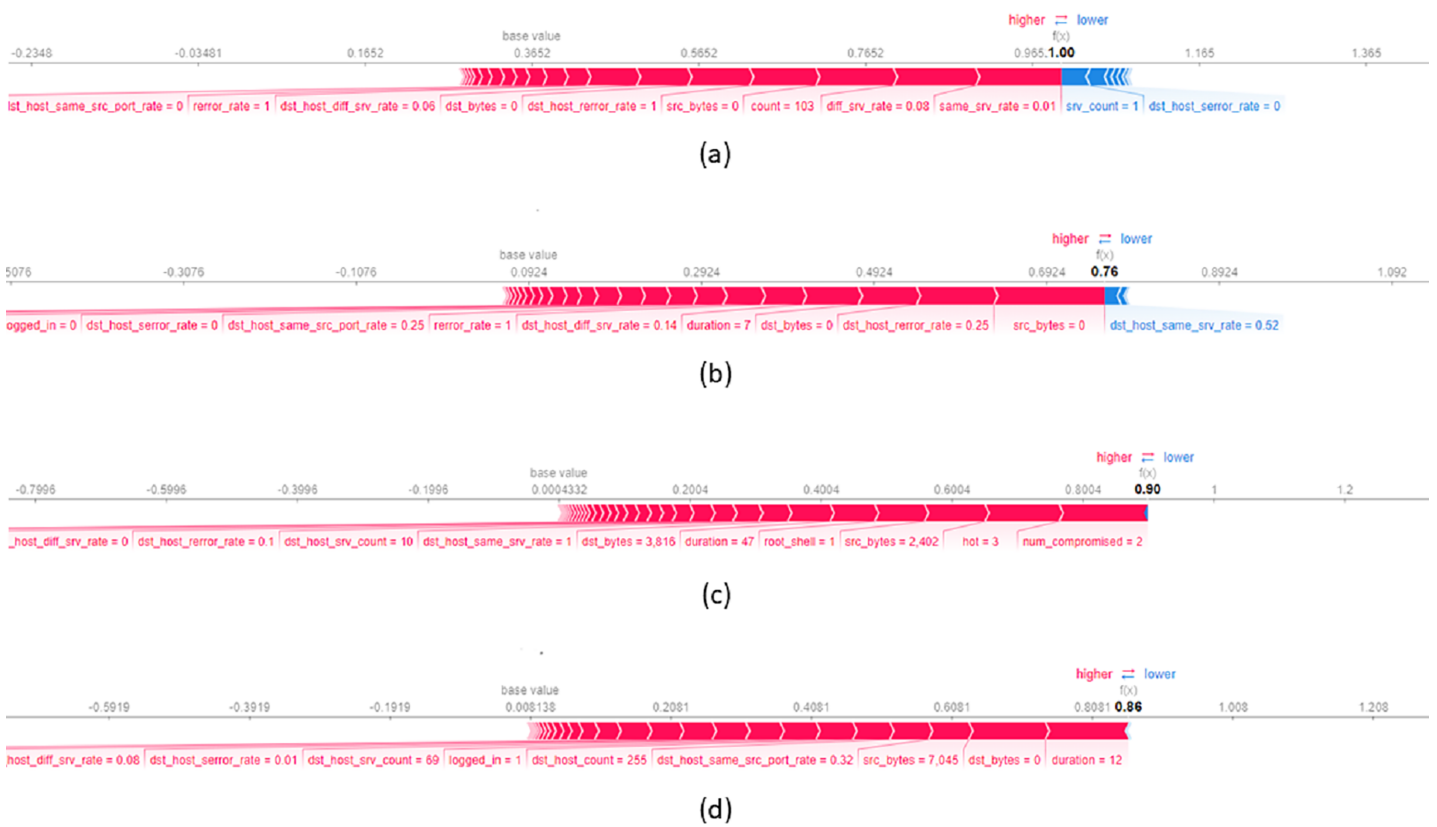 higher ⇄ lower
base value f(x)
-0.2348 -0.03481 0.1652 0.3652 0.5652 0.7652 0.965 1.00 1.165 1.365
dst_host_same_src_port_rate = 0 rerror_rate = 1 dst_host_diff_srv_rate = 0.06 dst_bytes = 0 dst_host_rerror_rate = 1 src_bytes = 0 count = 103 diff_srv_rate = 0.08 same_srv_rate = 0.01 srv_count = 1 dst_host_serror_rate = 0
(a)
higher ⇄ lower
base value f(x)
5076 -0.3076 -0.1076 0.0924 0.2924 0.4924 0.6924 0.76 0.8924 1.092
ogged_in = 0 dst_host_serror_rate = 0 dst_host_same_src_port_rate = 0.25 rerror_rate = 1 dst_host_diff_srv_rate = 0.14 duration = 7 dst_bytes = 0 dst_host_rerror_rate = 0.25 src_bytes = 0 dst_host_same_srv_rate = 0.52
(b)
higher ⇄ lower
base value f(x)
-0.7996 -0.5996 -0.3996 -0.1996 0.0004332 0.2004 0.4004 0.6004 0.8004 0.90 1 1.2
_host_diff_srv_rate = 0 dst_host_rerror_rate = 0.1 dst_host_srv_count = 10 dst_host_same_srv_rate = 1 dst_bytes = 3,816 duration = 47 root_shell = 1 src_bytes = 2,402 hot = 3 num_compromised = 2
(c)
higher ⇄ lower
base value f(x)
-0.5919 -0.3919 -0.1919 0.008138 0.2081 0.4081 0.6081 0.8081 0.86 1.008 1.208
host_diff_srv_rate = 0.08 dst_host_serror_rate = 0.01 dst_host_srv_count = 69 logged_in = 1 dst_host_count = 255 dst_host_same_src_port_rate = 0.32 src_bytes = 7,045 dst_bytes = 0 duration = 12
(d)